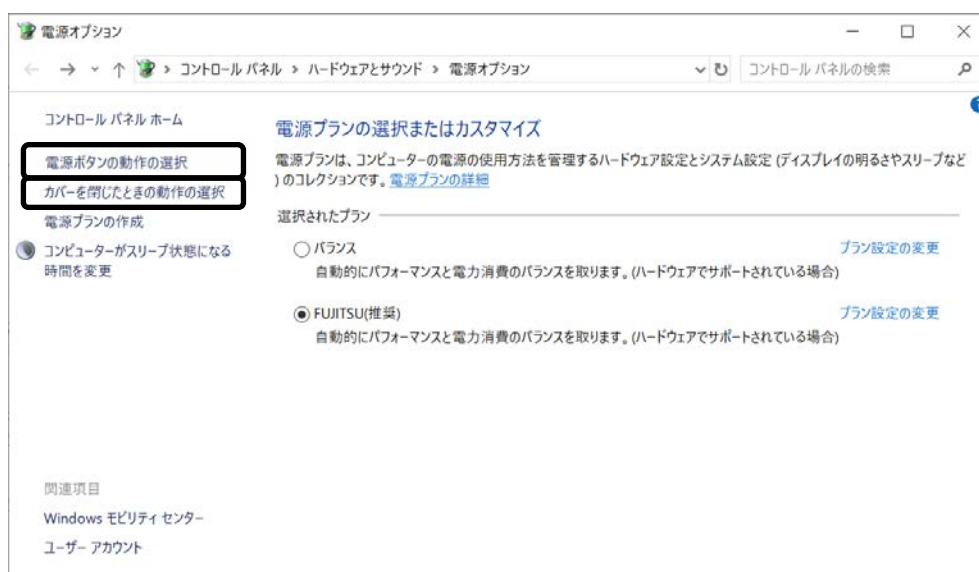 電源オプション
コントロール パネル › ハードウェアとサウンド › 電源オプション
コントロール パネルの検索
コントロール パネル ホーム
電源ボタンの動作の選択
カバーを閉じたときの動作の選択
電源プランの作成
コンピューターがスリープ状態になる
時間を変更
電源プランの選択またはカスタマイズ
電源プランは、コンピューターの電源の使用方法を管理するハードウェア設定とシステム設定 (ディスプレイの明るさやスリープなど
) のコレクションです。電源プランの詳細
選択されたプラン
バランス プラン設定の変更
自動的にパフォーマンスと電力消費のバランスを取ります。(ハードウェアでサポートされている場合)
FUJITSU(推奨) プラン設定の変更
自動的にパフォーマンスと電力消費のバランスを取ります。(ハードウェアでサポートされている場合)
関連項目
Windows モビリティ センター
ユーザー アカウント